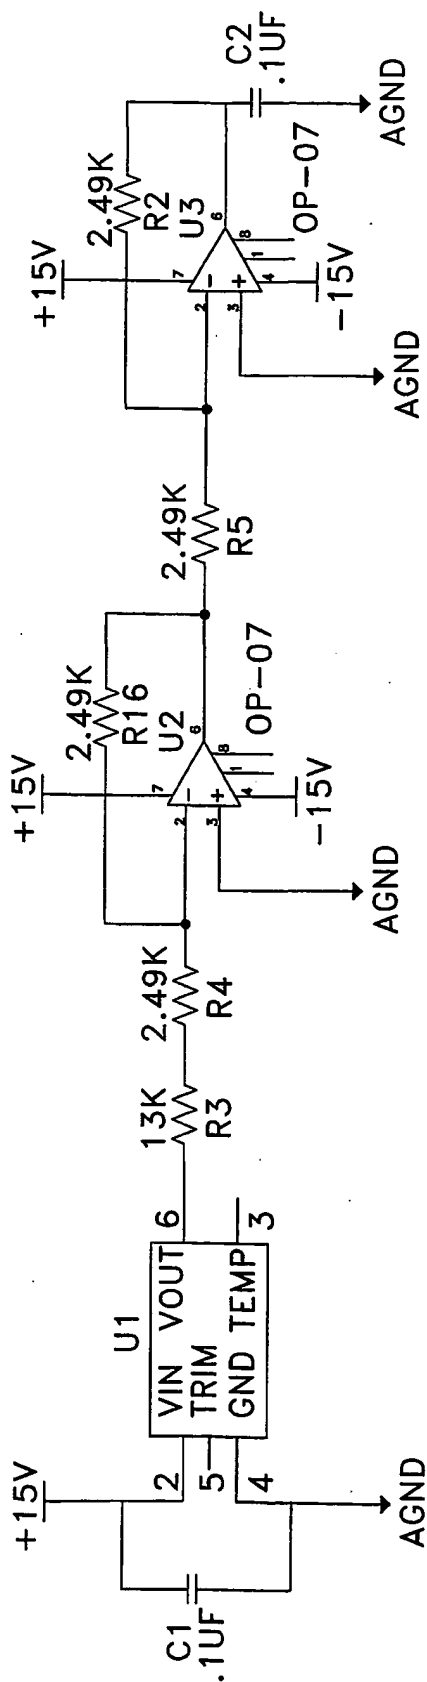 +15V
C1
.1UF
U1
2
VIN
VOUT
6
5
TRIM
4
GND
TEMP
3
AGND
13K
R3
2.49K
R4
+15V
2.49K
R16
U2
7
2
−
6
3
+
8
1
4
OP-07
-15V
AGND
2.49K
R5
+15V
2.49K
R2
U3
7
2
−
6
3
+
8
1
4
OP-07
-15V
AGND
C2
.1UF
AGND